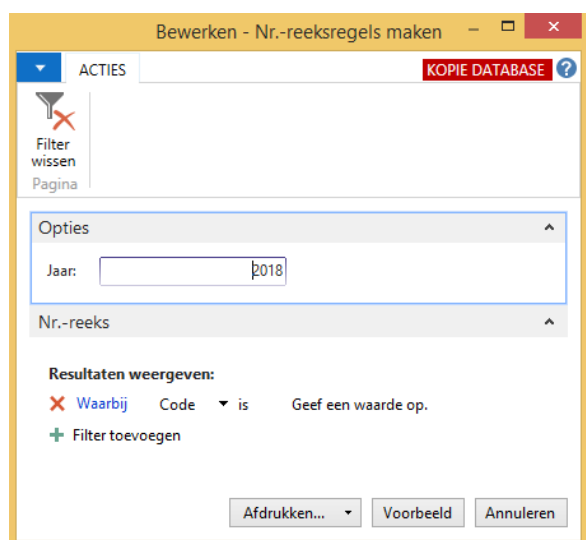 Bewerken - Nr.-reeksregels maken
ACTIES
KOPIE DATABASE ?
Filter
wissen
Pagina
Opties
Jaar: 2018
Nr.-reeks
Resultaten weergeven:
Waarbij Code is Geef een waarde op.
Filter toevoegen
Afdrukken... Voorbeeld Annuleren